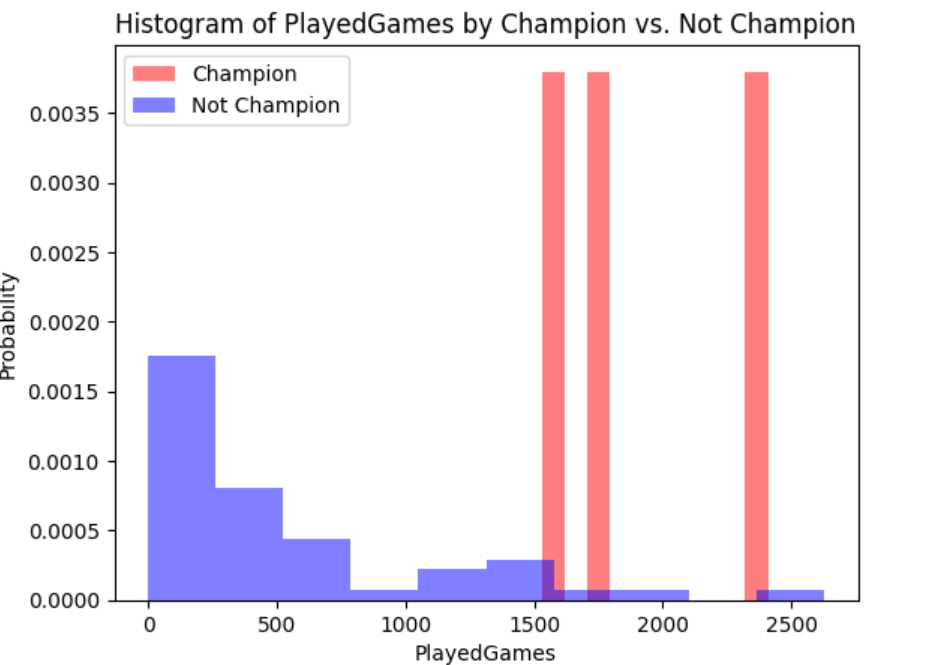 Histogram of PlayedGames by Champion vs. Not Champion
Champion
Not Champion
0.0035
0.0030
0.0025
0.0020
0.0015
0.0010
0.0005
0.0000
Probability
0
500
1000
1500
2000
2500
PlayedGames